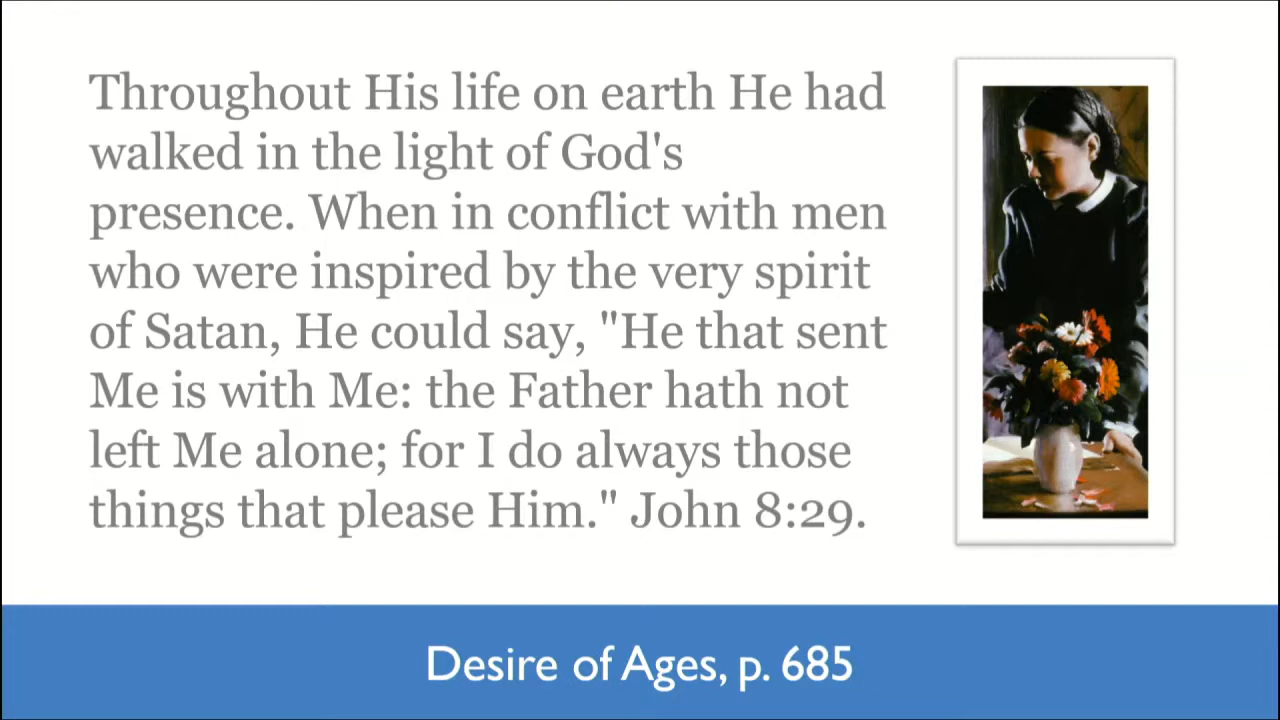 Throughout His life on earth He had
walked in the light of God's
presence. When in conflict with men
who were inspired by the very spirit
of Satan, He could say, "He that sent
Me is with Me: the Father hath not
left Me alone; for I do always those
things that please Him." John 8:29.
Desire of Ages, p. 685